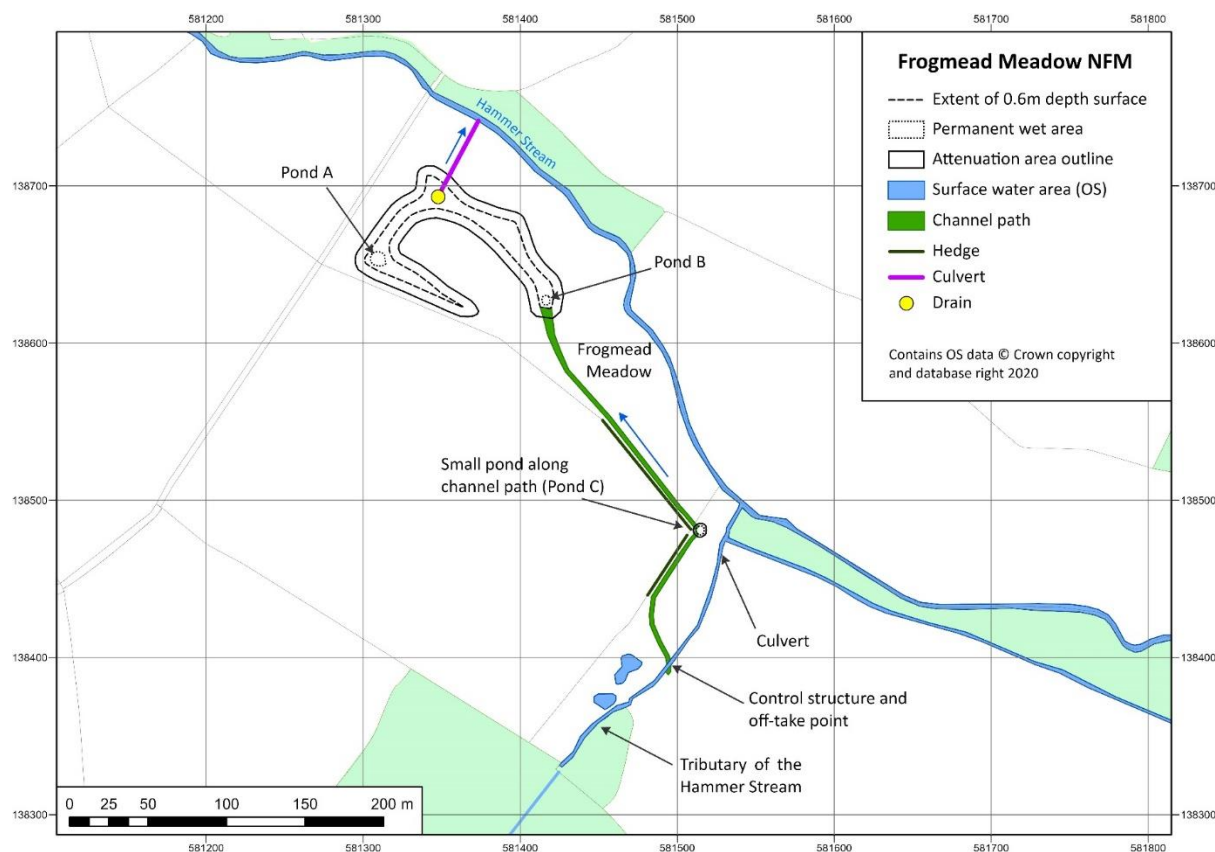 581200 581300 581400 581500 581600 581700 581800
Frogmead Meadow NFM
Extent of 0.6m depth surface
Permanent wet area
Attenuation area outline
Surface water area (OS)
Channel path
Hedge
Culvert
Drain
Contains OS data © Crown copyright
and database right 2020
Hammer Stream
Pond A
138700 138700
Pond B
138600 138600
Frogmead
Meadow
Small pond along
channel path (Pond C)
138500 138500
Culvert
138400 138400
Control structure and
off-take point
Tributary of the
Hammer Stream
138300 138300
0 25 50 100 150 200 m
581200 581300 581400 581500 581600 581700 581800